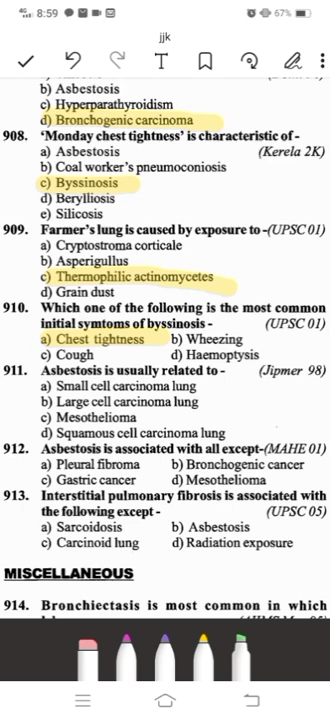 4G 8:59 67%
jjk
T
b) Asbestosis
c) Hyperparathyroidism
d) Bronchogenic carcinoma
908. ‘Monday chest tightness’ is characteristic of -
a) Asbestosis (Kerela 2K)
b) Coal worker’s pneumoconiosis
c) Byssinosis
d) Berylliosis
e) Silicosis
909. Farmer’s lung is caused by exposure to -(UPSC 01)
a) Cryptostroma corticale
b) Asperigullus
c) Thermophilic actinomycetes
d) Grain dust
910. Which one of the following is the most common
initial symtoms of byssinosis - (UPSC 01)
a) Chest tightness b) Wheezing
c) Cough d) Haemoptysis
911. Asbestosis is usually related to - (Jipmer 98)
a) Small cell carcinoma lung
b) Large cell carcinoma lung
c) Mesothelioma
d) Squamous cell carcinoma lung
912. Asbestosis is associated with all except-(MAHE 01)
a) Pleural fibroma b) Bronchogenic cancer
c) Gastric cancer d) Mesothelioma
913. Interstitial pulmonary fibrosis is associated with
the following except - (UPSC 05)
a) Sarcoidosis b) Asbestosis
c) Carcinoid lung d) Radiation exposure
MISCELLANEOUS
914. Bronchiectasis is most common in which